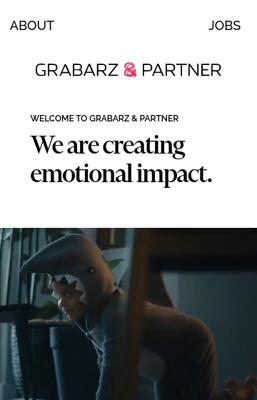 ABOUT JOBS
GRABARZ & PARTNER
WELCOME TO GRABARZ & PARTNER
We are creating
emotional impact.